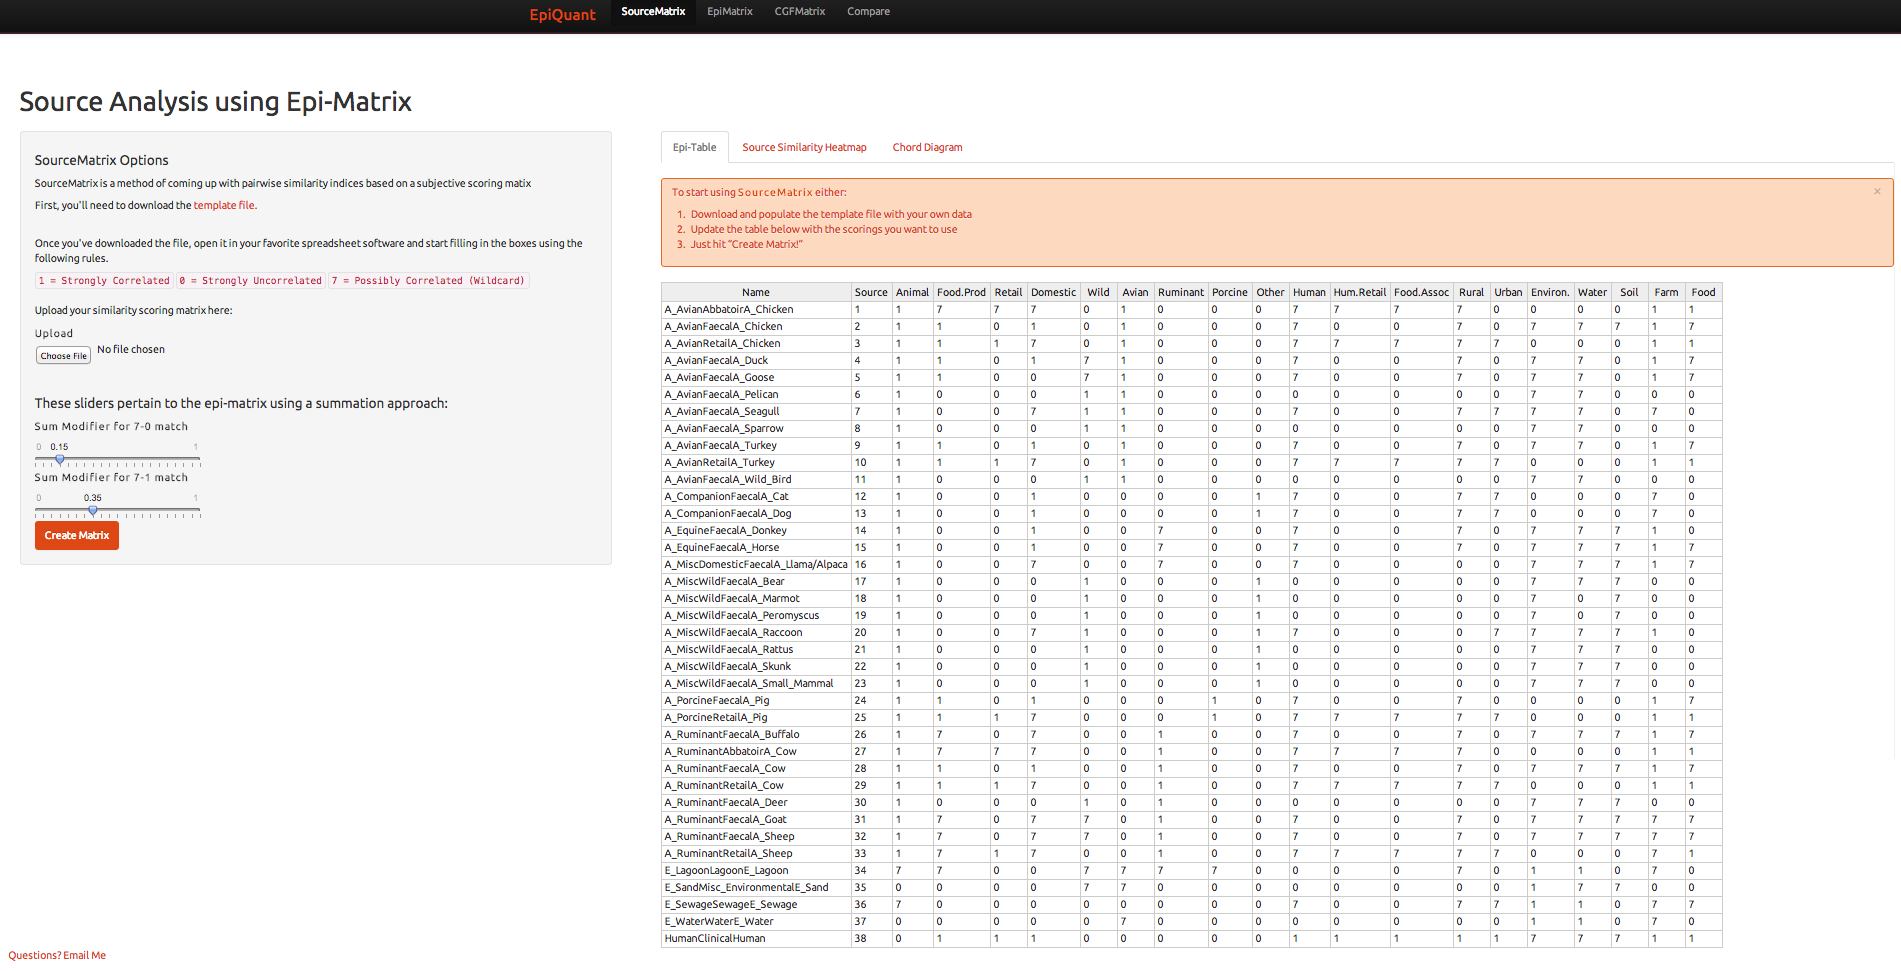 EpiQuant SourceMatrix EpiMatrix CGFMatrix Compare
Source Analysis using Epi-Matrix
SourceMatrix Options
SourceMatrix is a method of coming up with pairwise similarity indices based on a subjective scoring matix
First, you'll need to download the template file.
Once you've downloaded the file, open it in your favorite spreadsheet software and start filling in the boxes using the
following rules.
1 = Strongly Correlated 0 = Strongly Uncorrelated 7 = Possibly Correlated (Wildcard)
Upload your similarity scoring matrix here:
Upload
Choose File No file chosen
These sliders pertain to the epi-matrix using a summation approach:
Sum Modifier for 7-0 match
0 0.15 1
Sum Modifier for 7-1 match
0 0.35 1
Create Matrix
Epi-Table Source Similarity Heatmap Chord Diagram
To start using SourceMatrix either: ×
1. Download and populate the template file with your own data
2. Update the table below with the scorings you want to use
3. Just hit "Create Matrix!"
Name Source Animal Food.Prod Retail Domestic Wild Avian Ruminant Porcine Other Human Hum.Retail Food.Assoc Rural Urban Environ. Water Soil Farm Food
A_AvianAbbatoirA_Chicken 1 1 7 7 7 0 1 0 0 0 7 7 7 7 0 0 0 0 1 1
A_AvianFaecalA_Chicken 2 1 1 0 1 0 1 0 0 0 7 0 0 7 0 7 7 7 1 7
A_AvianRetailA_Chicken 3 1 1 1 7 0 1 0 0 0 7 7 7 7 7 0 0 0 1 1
A_AvianFaecalA_Duck 4 1 1 0 1 7 1 0 0 0 7 0 0 7 0 7 7 0 1 7
A_AvianFaecalA_Goose 5 1 1 0 0 7 1 0 0 0 7 0 0 7 0 7 7 0 1 7
A_AvianFaecalA_Pelican 6 1 0 0 0 1 1 0 0 0 0 0 0 0 0 7 7 0 0 0
A_AvianFaecalA_Seagull 7 1 0 0 7 1 1 0 0 0 7 0 0 7 7 7 7 0 7 0
A_AvianFaecalA_Sparrow 8 1 0 0 0 1 1 0 0 0 0 0 0 0 0 7 7 0 0 0
A_AvianFaecalA_Turkey 9 1 1 0 1 0 1 0 0 0 7 0 0 7 0 7 7 0 1 7
A_AvianRetailA_Turkey 10 1 1 1 7 0 1 0 0 0 7 7 7 7 7 0 0 0 1 1
A_AvianFaecalA_Wild_Bird 11 1 0 0 0 1 1 0 0 0 0 0 0 0 0 7 7 0 0 0
A_CompanionFaecalA_Cat 12 1 0 0 1 0 0 0 0 1 7 0 0 7 7 0 0 0 7 0
A_CompanionFaecalA_Dog 13 1 0 0 1 0 0 0 0 1 7 0 0 7 7 0 0 0 7 0
A_EquineFaecalA_Donkey 14 1 0 0 1 0 0 7 0 0 7 0 0 7 0 7 7 7 1 0
A_EquineFaecalA_Horse 15 1 0 0 1 0 0 7 0 0 7 0 0 7 0 7 7 7 1 7
A_MiscDomesticFaecalA_Llama/Alpaca 16 1 0 0 7 0 0 7 0 0 7 0 0 7 0 7 7 7 1 7
A_MiscWildFaecalA_Bear 17 1 0 0 0 1 0 0 0 1 0 0 0 0 0 7 7 7 0 0
A_MiscWildFaecalA_Marmot 18 1 0 0 0 1 0 0 0 1 0 0 0 0 0 7 7 7 0 0
A_MiscWildFaecalA_Peromyscus 19 1 0 0 0 1 0 0 0 1 0 0 0 0 0 7 0 7 0 0
A_MiscWildFaecalA_Raccoon 20 1 0 0 7 1 0 0 0 1 7 0 0 0 7 7 7 7 1 0
A_MiscWildFaecalA_Rattus 21 1 0 0 0 1 0 0 0 1 0 0 0 0 0 7 7 7 0 0
A_MiscWildFaecalA_Skunk 22 1 0 0 0 1 0 0 0 1 0 0 0 0 0 7 7 7 0 0
A_MiscWildFaecalA_Small_Mammal 23 1 0 0 0 1 0 0 0 1 0 0 0 0 0 7 7 7 0 0
A_PorcineFaecalA_Pig 24 1 1 0 1 0 0 0 1 0 7 0 0 7 0 0 0 0 1 7
A_PorcineRetailA_Pig 25 1 1 1 7 0 0 0 1 0 7 7 7 7 7 0 0 0 1 1
A_RuminantFaecalA_Buffalo 26 1 7 0 7 0 0 1 0 0 7 0 0 7 0 7 7 7 1 7
A_RuminantAbbatoirA_Cow 27 1 7 7 7 0 0 1 0 0 7 7 7 7 0 0 0 0 1 1
A_RuminantFaecalA_Cow 28 1 1 0 1 0 0 1 0 0 7 0 0 7 0 7 7 7 1 7
A_RuminantRetailA_Cow 29 1 1 1 7 0 0 1 0 0 7 7 7 7 7 0 0 0 1 1
A_RuminantFaecalA_Deer 30 1 0 0 0 1 0 1 0 0 0 0 0 0 0 7 7 7 0 0
A_RuminantFaecalA_Goat 31 1 7 0 7 7 0 1 0 0 7 0 0 7 0 7 7 7 7 7
A_RuminantFaecalA_Sheep 32 1 7 0 7 7 0 1 0 0 7 0 0 7 0 7 7 7 7 7
A_RuminantRetailA_Sheep 33 1 7 1 7 0 0 1 0 0 7 7 7 7 7 0 0 0 7 1
E_LagoonLagoonE_Lagoon 34 7 7 0 0 7 7 7 7 0 0 0 0 7 0 1 1 0 7 0
E_SandMisc_EnvironmentalE_Sand 35 0 0 0 0 7 7 0 0 0 0 0 0 0 0 1 7 7 0 0
E_SewageSewageE_Sewage 36 7 0 0 0 0 0 0 0 0 7 0 0 7 7 1 1 0 7 7
E_WaterWaterE_Water 37 0 0 0 0 0 7 0 0 0 0 0 0 0 0 1 1 0 7 0
HumanClinicalHuman 38 0 1 1 1 0 0 0 0 0 1 1 1 1 1 7 7 7 1 1
Questions? Email Me